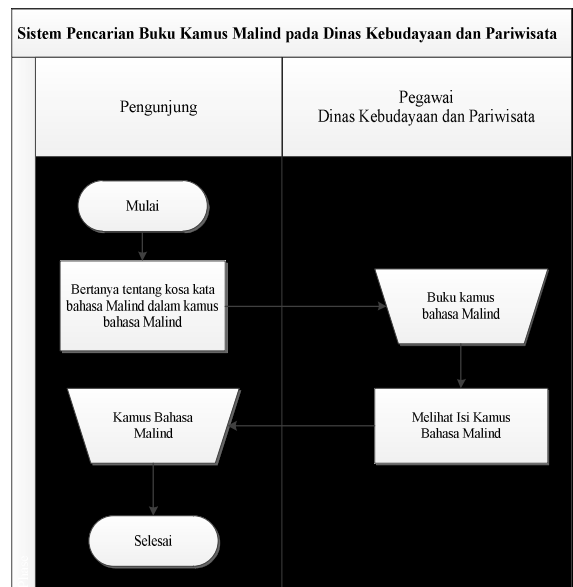 Sistem Pencarian Buku Kamus Malind pada Dinas Kebudayaan dan Pariwisata
Pengunjung
Pegawai
Dinas Kebudayaan dan Pariwisata
Mulai
Bertanya tentang kosa kata
bahasa Malind dalam kamus
bahasa Malind
Buku kamus
bahasa Malind
Melihat Isi Kamus
Bahasa Malind
Kamus Bahasa
Malind
Selesai